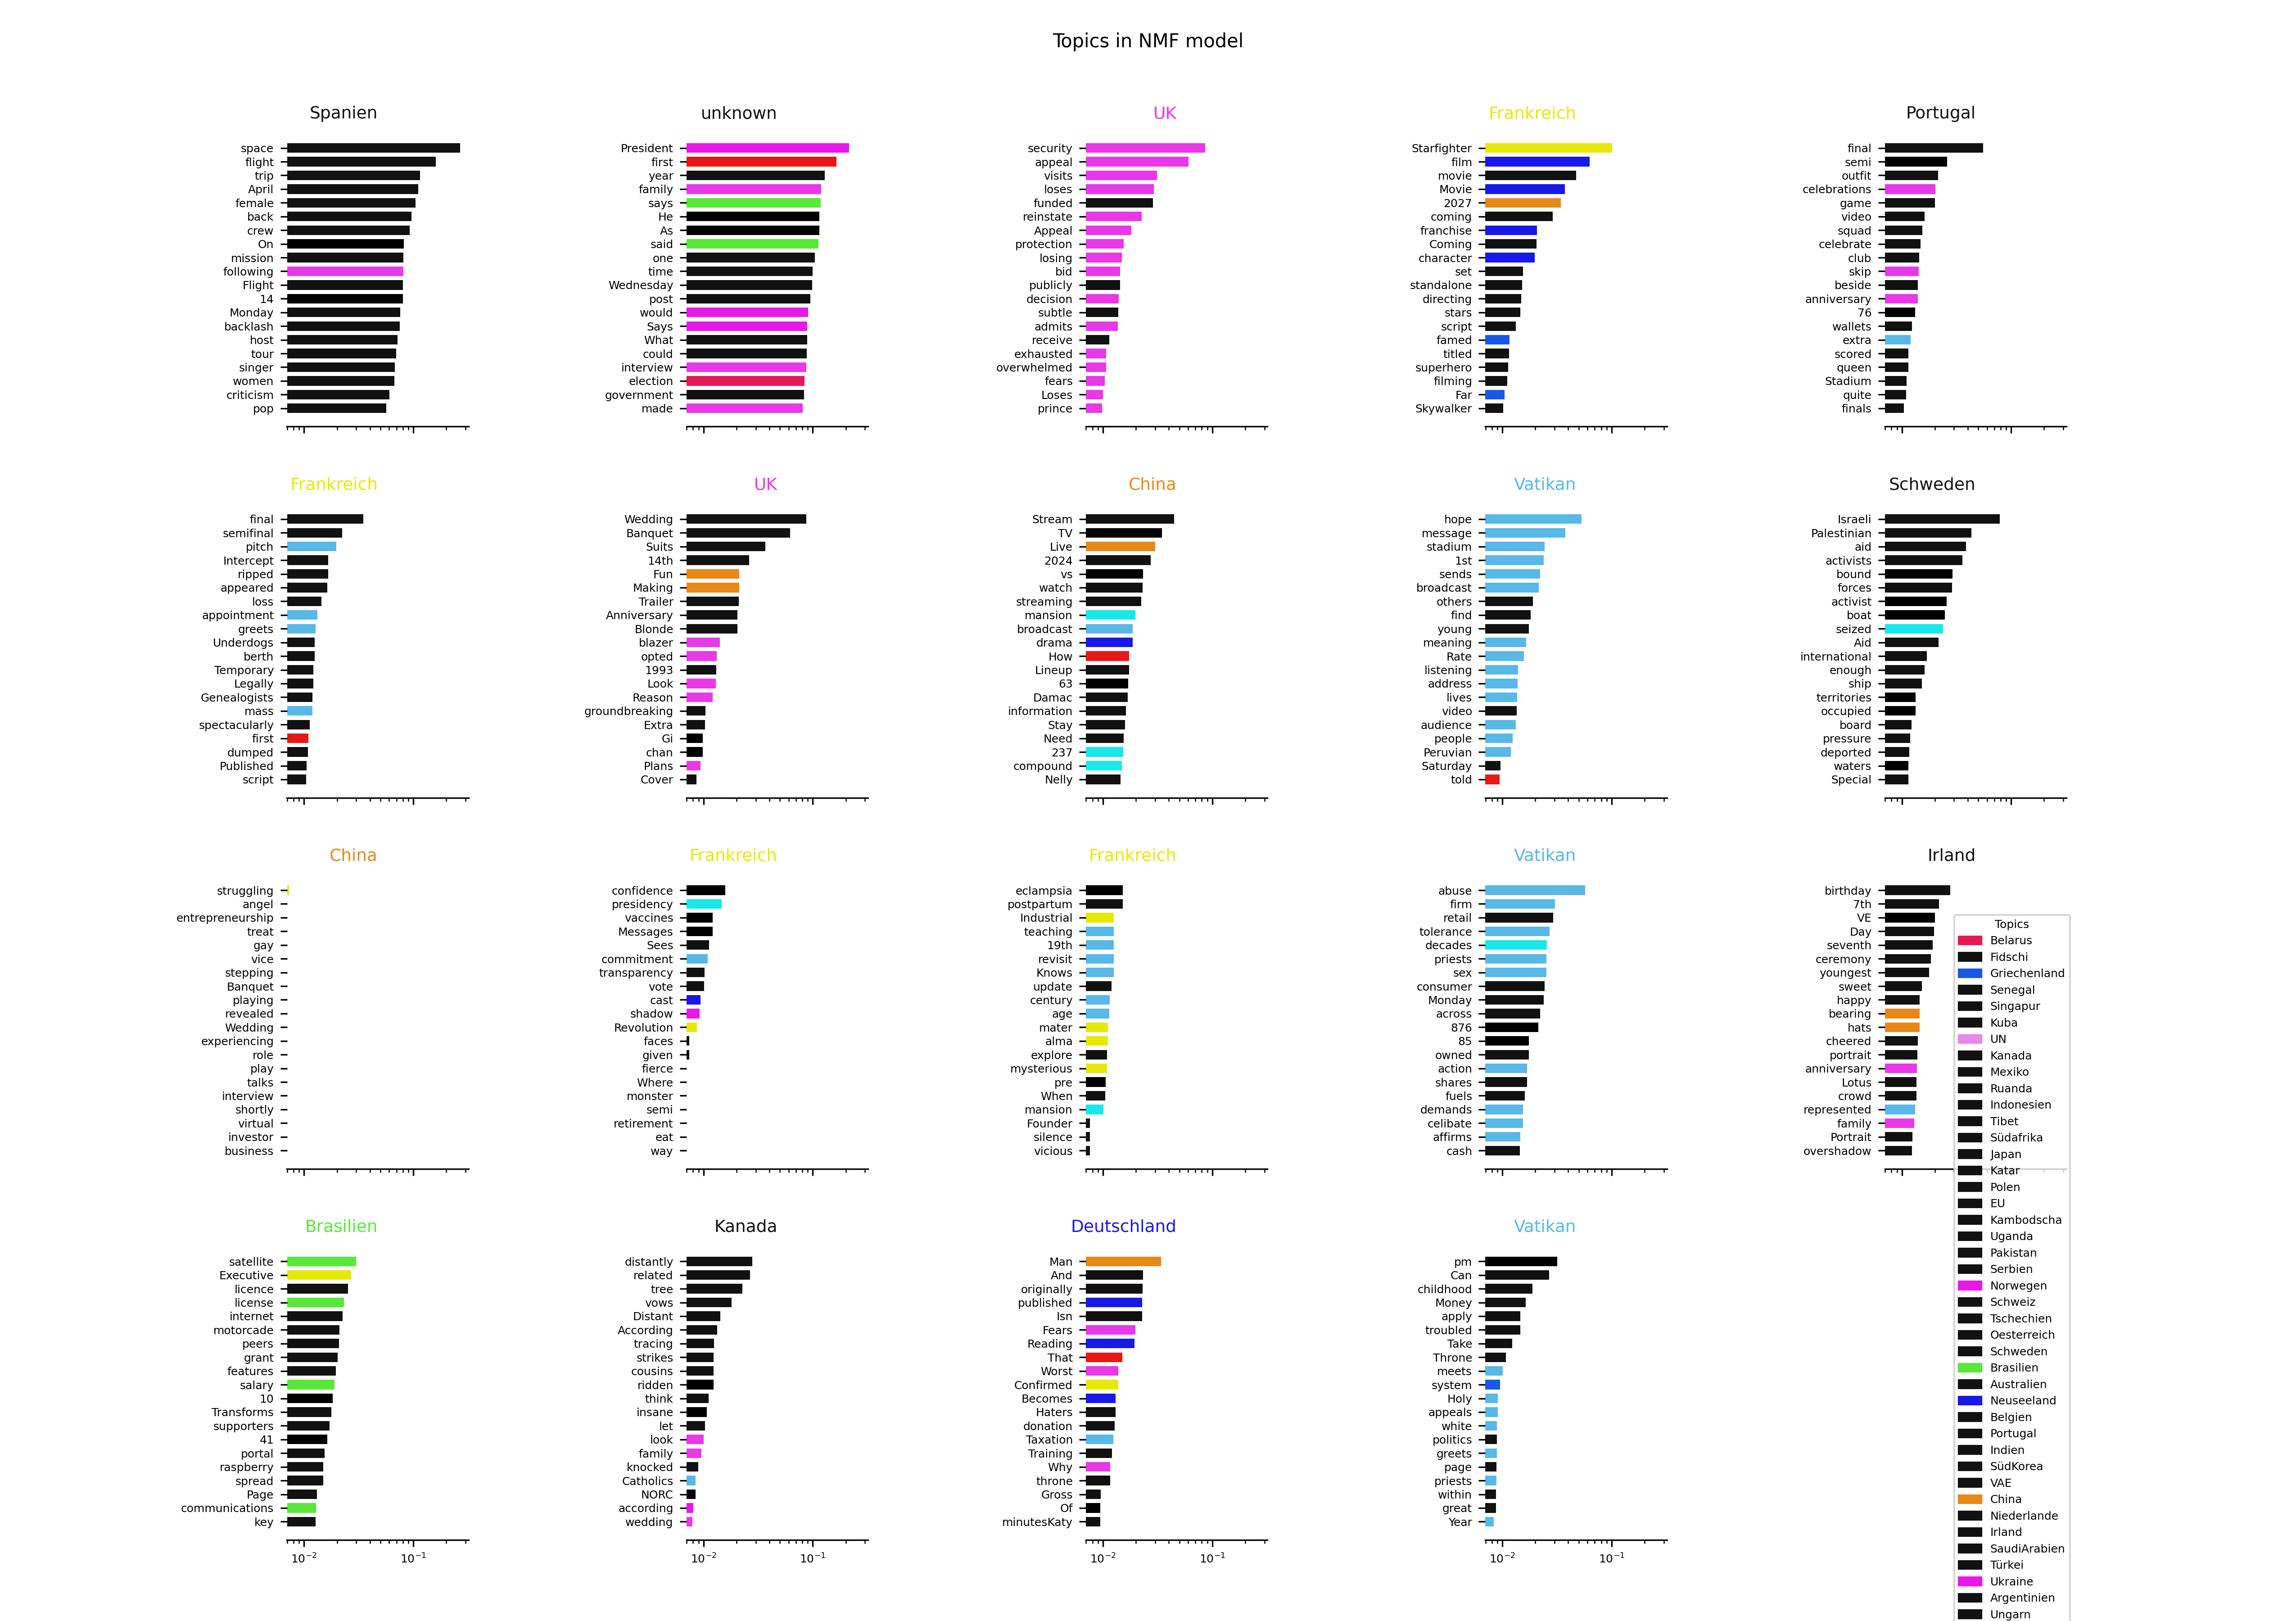 Topics in NMF model
Spanien
space
flight
trip
April
female
back
crew
On
mission
following
Flight
14
Monday
backlash
host
tour
singer
women
criticism
pop
unknown
President
first
year
family
says
He
As
said
one
time
Wednesday
post
would
Says
What
could
interview
election
government
made
UK
security
appeal
visits
loses
funded
reinstate
Appeal
protection
losing
bid
publicly
decision
subtle
admits
receive
exhausted
overwhelmed
fears
Loses
prince
Frankreich
Starfighter
film
movie
Movie
2027
coming
franchise
Coming
character
set
standalone
directing
stars
script
famed
titled
superhero
filming
Far
Skywalker
Portugal
final
semi
outfit
celebrations
game
video
squad
celebrate
club
skip
beside
anniversary
76
wallets
extra
scored
queen
Stadium
quite
finals
Frankreich
final
semifinal
pitch
Intercept
ripped
appeared
loss
appointment
greets
Underdogs
berth
Temporary
Legally
Genealogists
mass
spectacularly
first
dumped
Published
script
UK
Wedding
Banquet
Suits
14th
Fun
Making
Trailer
Anniversary
Blonde
blazer
opted
1993
Look
Reason
groundbreaking
Extra
Gi
chan
Plans
Cover
China
Stream
TV
Live
2024
vs
watch
streaming
mansion
broadcast
drama
How
Lineup
63
Damac
information
Stay
Need
237
compound
Nelly
Vatikan
hope
message
stadium
1st
sends
broadcast
others
find
young
meaning
Rate
listening
address
lives
video
audience
people
Peruvian
Saturday
told
Schweden
Israeli
Palestinian
aid
activists
bound
forces
activist
boat
seized
Aid
international
enough
ship
territories
occupied
board
pressure
deported
waters
Special
China
struggling
angel
entrepreneurship
treat
gay
vice
stepping
Banquet
playing
revealed
Wedding
experiencing
role
play
talks
interview
shortly
virtual
investor
business
Frankreich
confidence
presidency
vaccines
Messages
Sees
commitment
transparency
vote
cast
shadow
Revolution
faces
given
fierce
Where
monster
semi
retirement
eat
way
Frankreich
eclampsia
postpartum
Industrial
teaching
19th
revisit
Knows
update
century
age
mater
alma
explore
mysterious
pre
When
mansion
Founder
silence
vicious
Vatikan
abuse
firm
retail
tolerance
decades
priests
sex
consumer
Monday
across
876
85
owned
action
shares
fuels
demands
celibate
affirms
cash
Irland
birthday
7th
VE
Day
seventh
ceremony
youngest
sweet
happy
bearing
hats
cheered
portrait
anniversary
Lotus
crowd
represented
family
Portrait
overshadow
Brasilien
satellite
Executive
licence
license
internet
motorcade
peers
grant
features
salary
10
Transforms
supporters
41
portal
raspberry
spread
Page
communications
key
10⁻² 10⁻¹
Kanada
distantly
related
tree
vows
Distant
According
tracing
strikes
cousins
ridden
think
insane
let
look
family
knocked
Catholics
NORC
according
wedding
10⁻² 10⁻¹
Deutschland
Man
And
originally
published
Isn
Fears
Reading
That
Worst
Confirmed
Becomes
Haters
donation
Taxation
Training
Why
throne
Gross
Of
minutesKaty
10⁻² 10⁻¹
Vatikan
pm
Can
childhood
Money
apply
troubled
Take
Throne
meets
system
Holy
appeals
white
politics
greets
page
priests
within
great
Year
10⁻² 10⁻¹
Topics
Belarus
Fidschi
Griechenland
Senegal
Singapur
Kuba
UN
Kanada
Mexiko
Ruanda
Indonesien
Tibet
Südafrika
Japan
Katar
Polen
EU
Kambodscha
Uganda
Pakistan
Serbien
Norwegen
Schweiz
Tschechien
Oesterreich
Schweden
Brasilien
Australien
Neuseeland
Belgien
Portugal
Indien
SüdKorea
VAE
China
Niederlande
Irland
SaudiArabien
Türkei
Ukraine
Argentinien
Ungarn